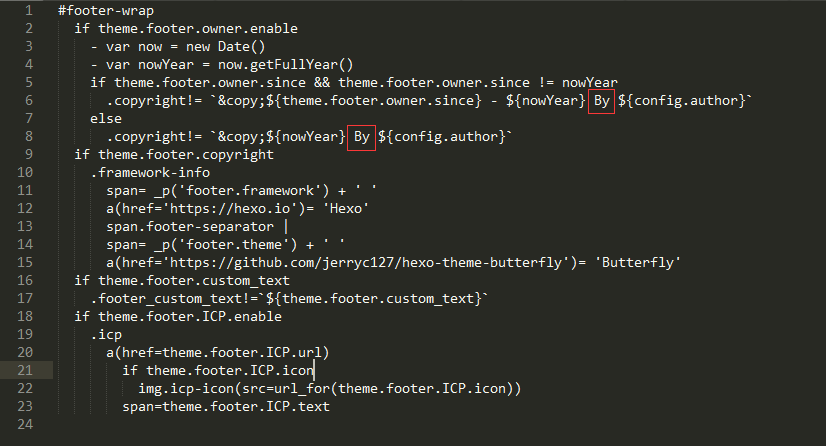 1 #footer-wrap
2 if theme.footer.owner.enable
3 - var now = new Date()
4 - var nowYear = now.getFullYear()
5 if theme.footer.owner.since && theme.footer.owner.since != nowYear
6 .copyright!= `&copy;${theme.footer.owner.since} - ${nowYear} By ${config.author}`
7 else
8 .copyright!= `&copy;${nowYear} By ${config.author}`
9 if theme.footer.copyright
10 .framework-info
11 span= _p('footer.framework') + ' '
12 a(href='https://hexo.io')= 'Hexo'
13 span.footer-separator |
14 span= _p('footer.theme') + ' '
15 a(href='https://github.com/jerryc127/hexo-theme-butterfly')= 'Butterfly'
16 if theme.footer.custom_text
17 .footer_custom_text!=`${theme.footer.custom_text}`
18 if theme.footer.ICP.enable
19 .icp
20 a(href=theme.footer.ICP.url)
21 if theme.footer.ICP.icon
22 img.icp-icon(src=url_for(theme.footer.ICP.icon))
23 span=theme.footer.ICP.text
24